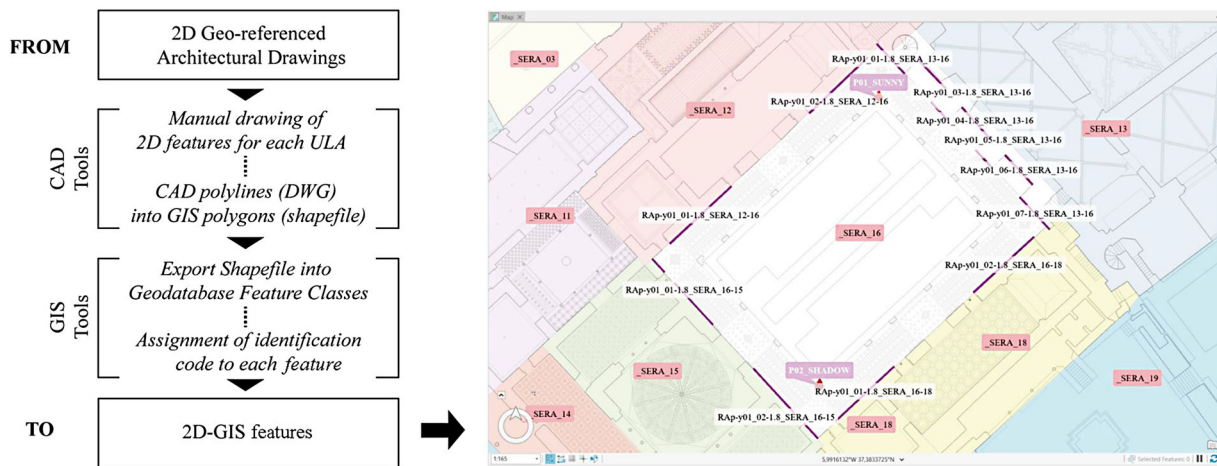 FROM
2D Geo-referenced
Architectural Drawings
CAD
Tools
Manual drawing of
2D features for each ULA
CAD polylines (DWG)
into GIS polygons (shapefile)
GIS
Tools
Export Shapefile into
Geodatabase Feature Classes
Assignment of identification
code to each feature
TO
2D-GIS features
Map
_SERA_03
RAp-y01_01-1.8_SERA_13-16
P01_SUNNY
RAp-y01_03-1.8_SERA_13-16
RAp-y01_02-1.8_SERA_12-16
_SERA_12
RAp-y01_04-1.8_SERA_13-16
_SERA_13
RAp-y01_05-1.8_SERA_13-16
RAp-y01_06-1.8_SERA_13-16
_SERA_11
RAp-y01_01-1.8_SERA_12-16
RAp-y01_07-1.8_SERA_13-16
_SERA_16
RAp-y01_02-1.8_SERA_16-18
RAp-y01_01-1.8_SERA_16-15
_SERA_18
_SERA_15
P02_SHADOW
_SERA_19
RAp-y01_01-1.8_SERA_16-18
_SERA_14
RAp-y01_02-1.8_SERA_16-15
_SERA_18
1:165
5,9916132°W 37,3833725°N
Selected Features: 0